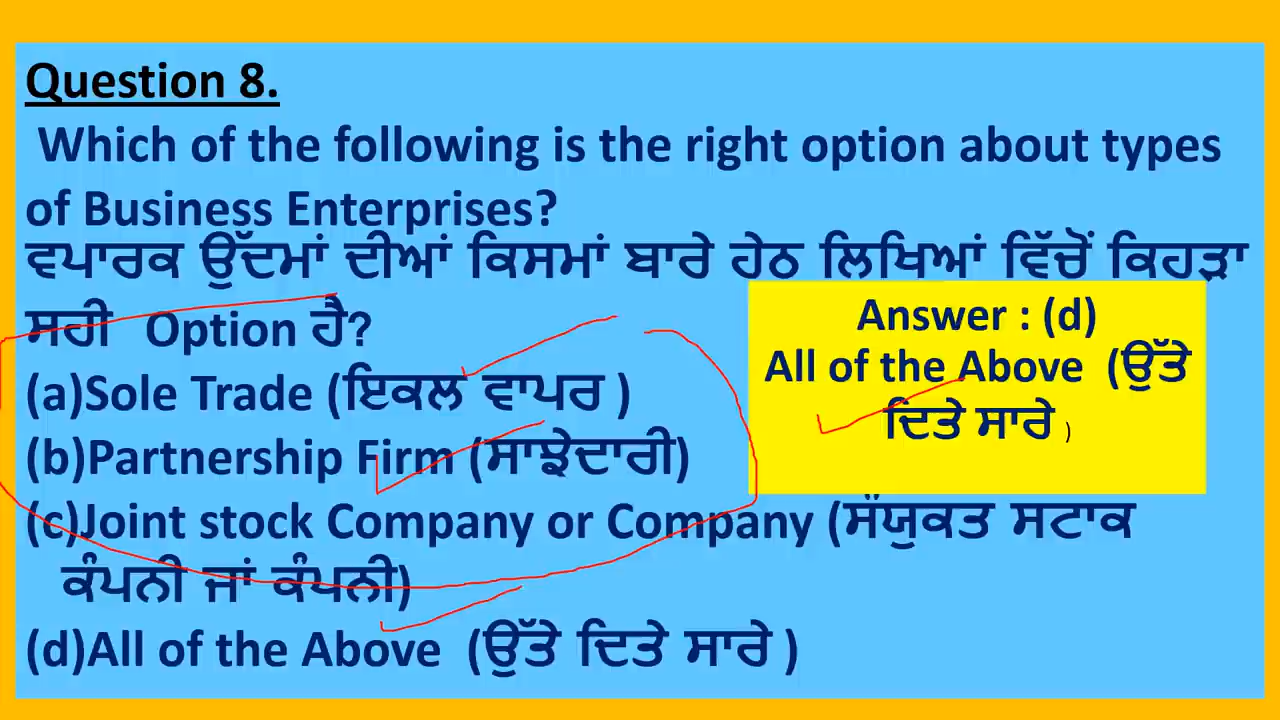 Question 8.
Which of the following is the right option about types
of Business Enterprises?
ਵਪਾਰਕ ਉੱਦਮਾਂ ਦੀਆਂ ਕਿਸਮਾਂ ਬਾਰੇ ਹੇਠ ਲਿਖਿਆਂ ਵਿੱਚੋਂ ਕਿਹੜਾ
ਸਹੀ Option ਹੈ?
(a)Sole Trade (ਇਕਲ ਵਾਪਰ )
(b)Partnership Firm (ਸਾਝੇਦਾਰੀ)
(c)Joint stock Company or Company (ਸੰਯੁਕਤ ਸਟਾਕ
ਕੰਪਨੀ ਜਾਂ ਕੰਪਨੀ)
(d)All of the Above (ਉੱਤੇ ਦਿਤੇ ਸਾਰੇ )
Answer : (d)
All of the Above (ਉੱਤੇ
ਦਿਤੇ ਸਾਰੇ )